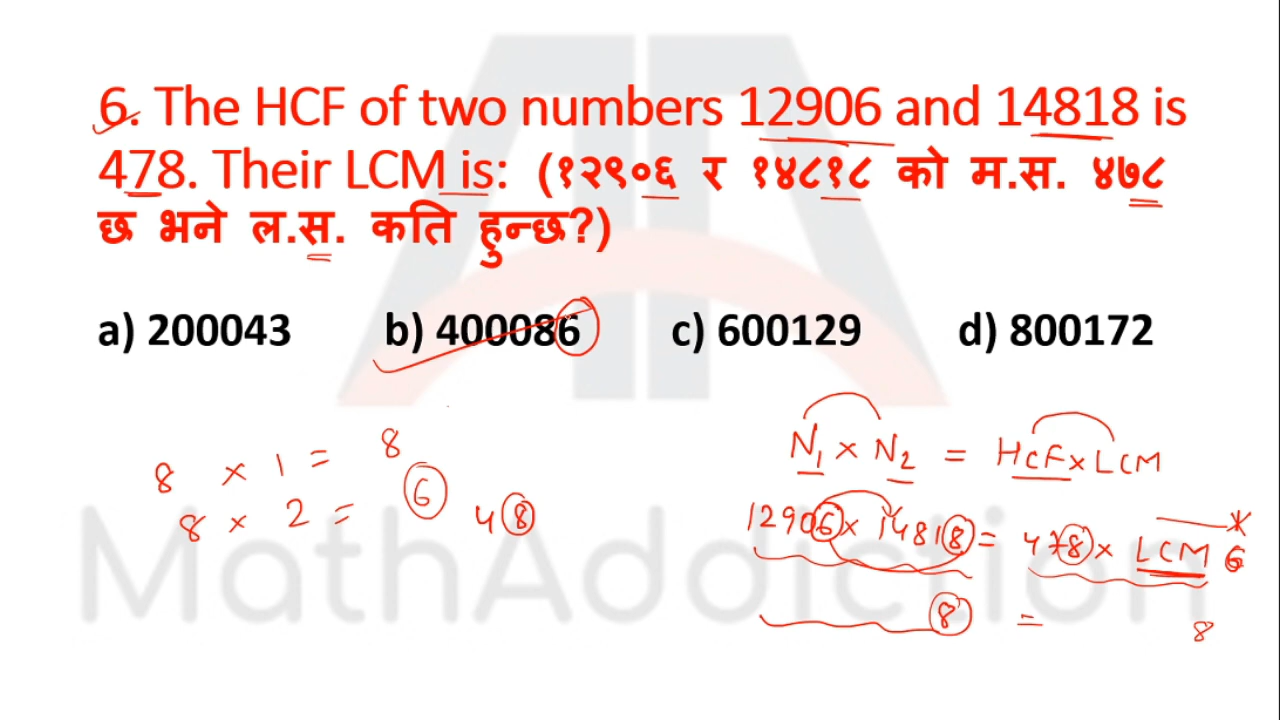 6. The HCF of two numbers 12906 and 14818 is
478. Their LCM is: (१२९०६ र १४८१८ को म.स. ४७८
छ भने ल.स. कति हुन्छ?)
a) 200043 b) 400086 c) 600129 d) 800172
N₁ × N₂ = HCF × LCM
8 × 1 = 8
8 × 2 = 6 48
12906 × 14818 = 478 × LCM 6
8 = 8
MathAddiction